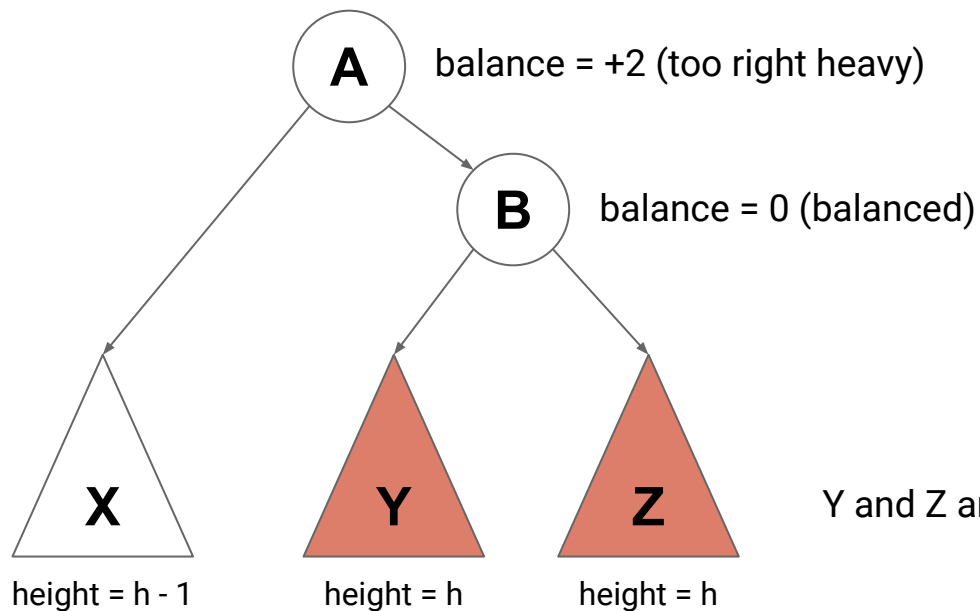 A
balance = +2 (too right heavy)
B
balance = 0 (balanced)
X
Y
Z
Y and Z
height = h - 1
height = h
height = h